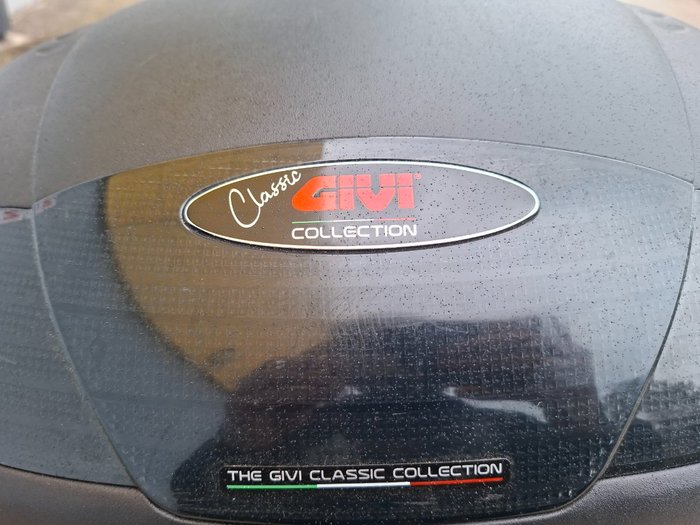 Classic GIVI®
COLLECTION
THE GIVI CLASSIC COLLECTION